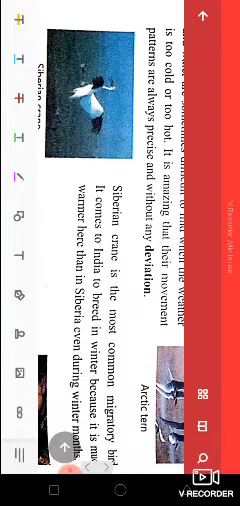 is too cold or too hot. It is amazing that their movement
patterns are always precise and without any deviation.
Arctic tern
Siberian crane
Siberian crane is the most common migratory
It comes to India to breed in winter because it is
warmer here than in Siberia even during winter months
V-RECORDER